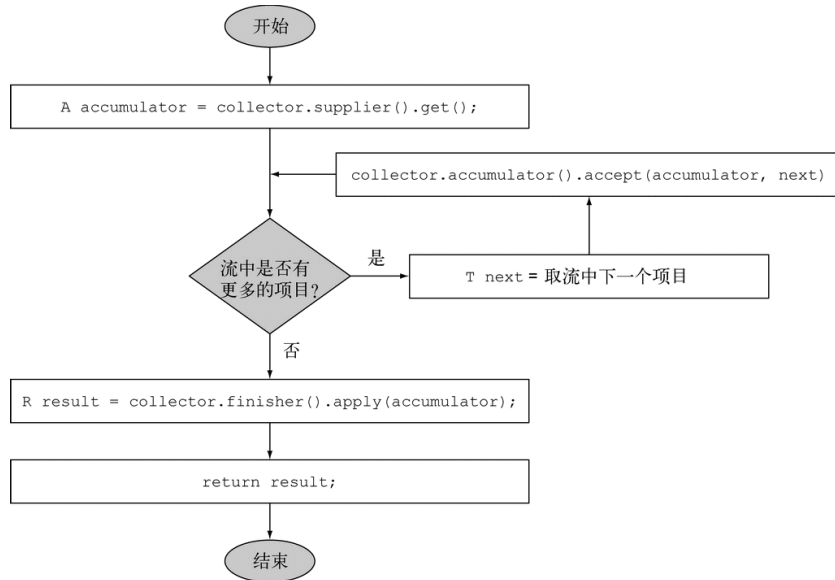 开始
A accumulator = collector.supplier().get();
collector.accumulator().accept(accumulator, next)
流中是否有
更多的项目？
是
T next = 取流中下一个项目
否
R result = collector.finisher().apply(accumulator);
return result;
结束